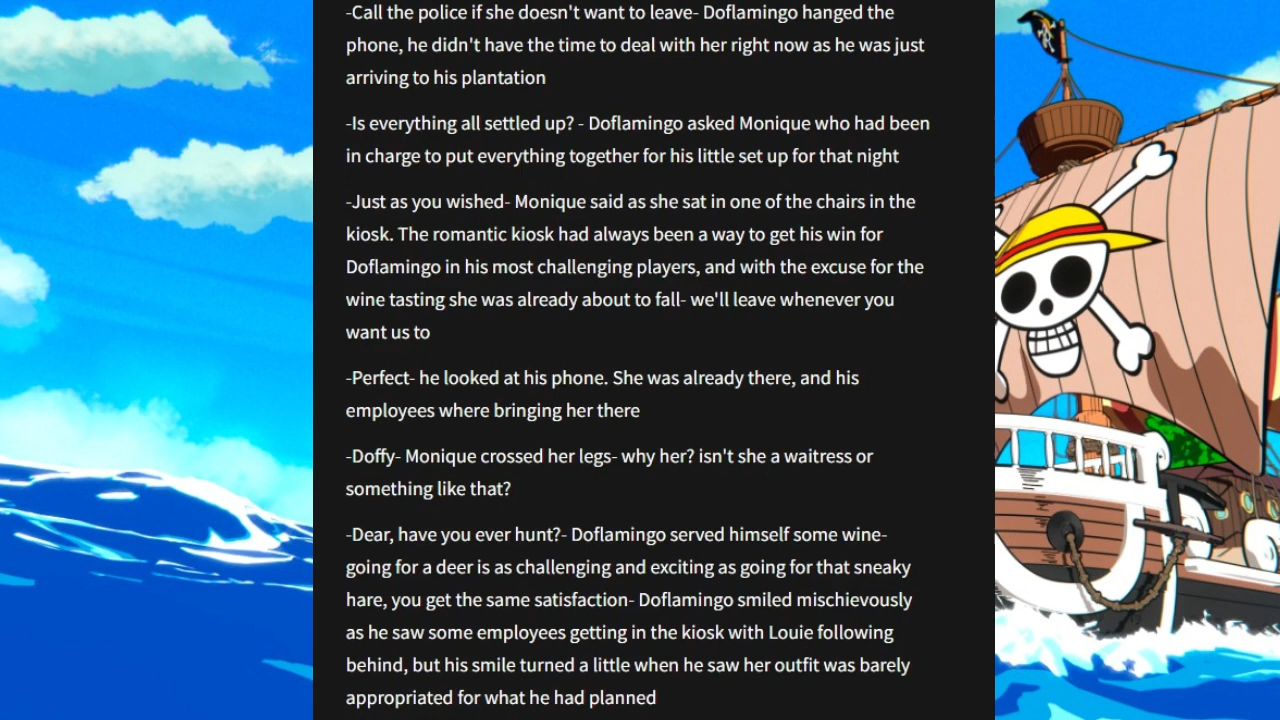 -Call the police if she doesn't want to leave- Doflamingo hanged the
phone, he didn't have the time to deal with her right now as he was just
arriving to his plantation
-Is everything all settled up? - Doflamingo asked Monique who had been
in charge to put everything together for his little set up for that night
-Just as you wished- Monique said as she sat in one of the chairs in the
kiosk. The romantic kiosk had always been a way to get his win for
Doflamingo in his most challenging players, and with the excuse for the
wine tasting she was already about to fall- we'll leave whenever you
want us to
-Perfect- he looked at his phone. She was already there, and his
employees where bringing her there
-Doffy- Monique crossed her legs- why her? isn't she a waitress or
something like that?
-Dear, have you ever hunt?- Doflamingo served himself some wine-
going for a deer is as challenging and exciting as going for that sneaky
hare, you get the same satisfaction- Doflamingo smiled mischievously
as he saw some employees getting in the kiosk with Louie following
behind, but his smile turned a little when he saw her outfit was barely
appropriated for what he had planned